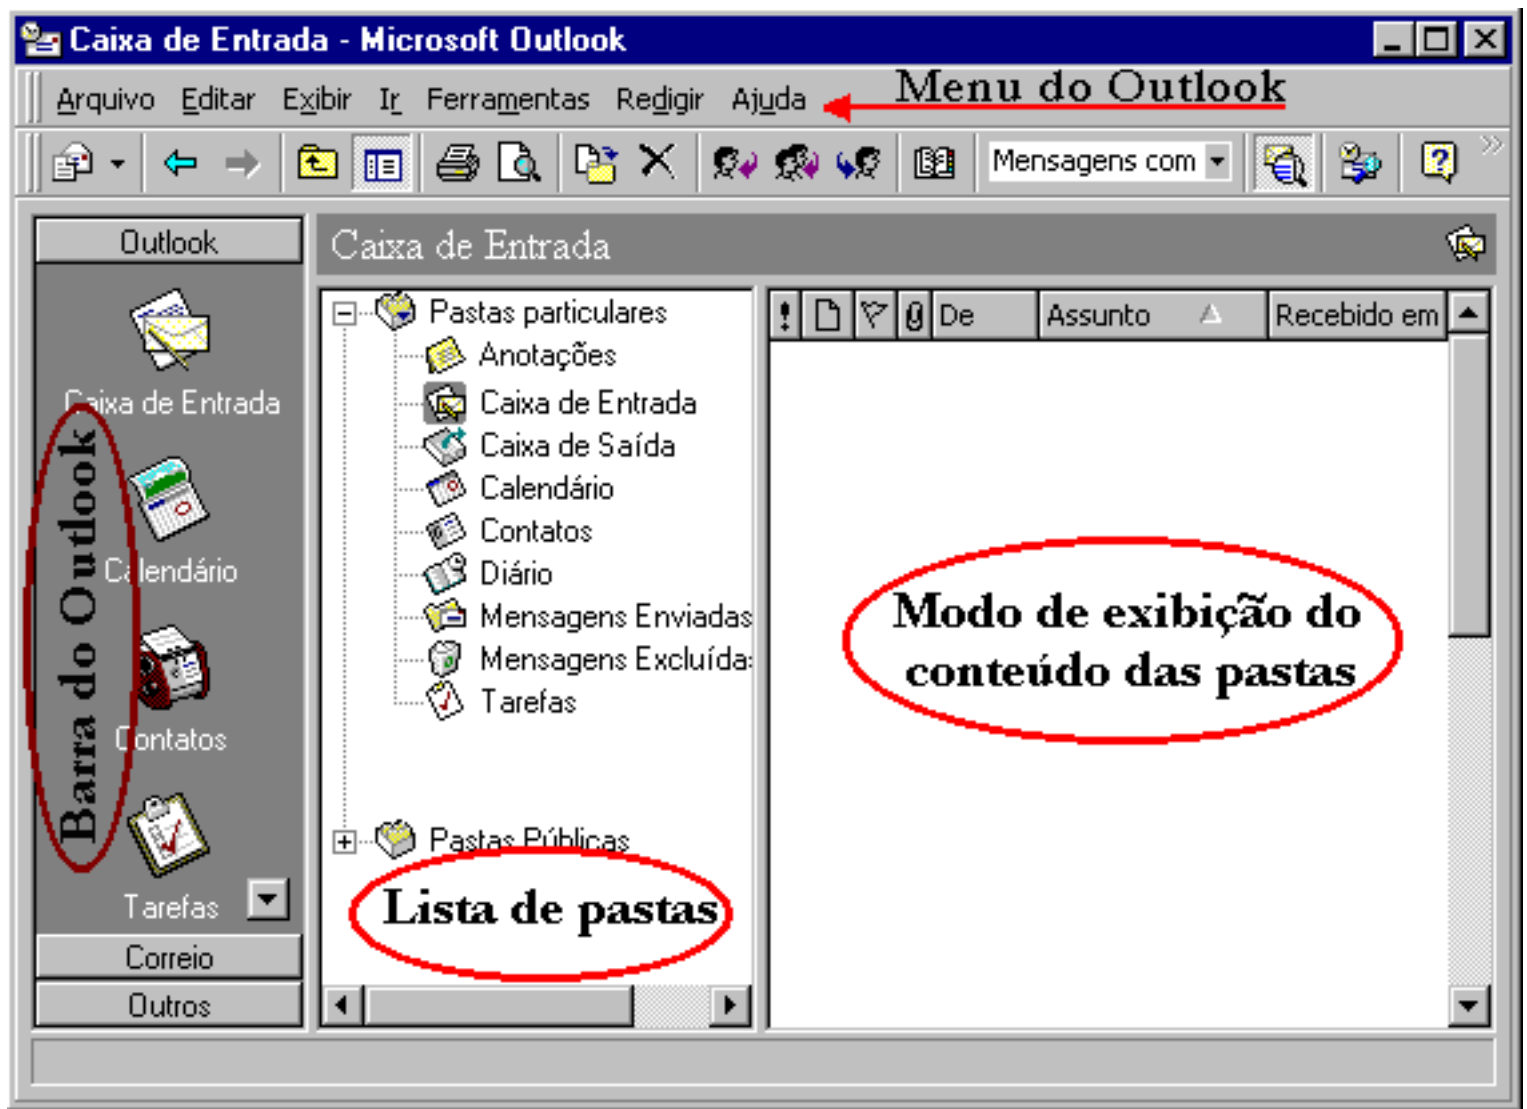 Caixa de Entrada - Microsoft Outlook
Arquivo Editar Exibir Ir Ferramentas Redigir Ajuda
Menu do Outlook
Mensagens com
Outlook
Caixa de Entrada
Calendário
Contatos
Tarefas
Correio
Outros
Barra do Outlook
Caixa de Entrada
Pastas particulares
Anotações
Caixa de Entrada
Caixa de Saída
Calendário
Contatos
Diário
Mensagens Enviadas
Mensagens Excluída
Tarefas
Pastas Públicas
Lista de pastas
De Assunto Recebido em
Modo de exibição do
conteúdo das pastas